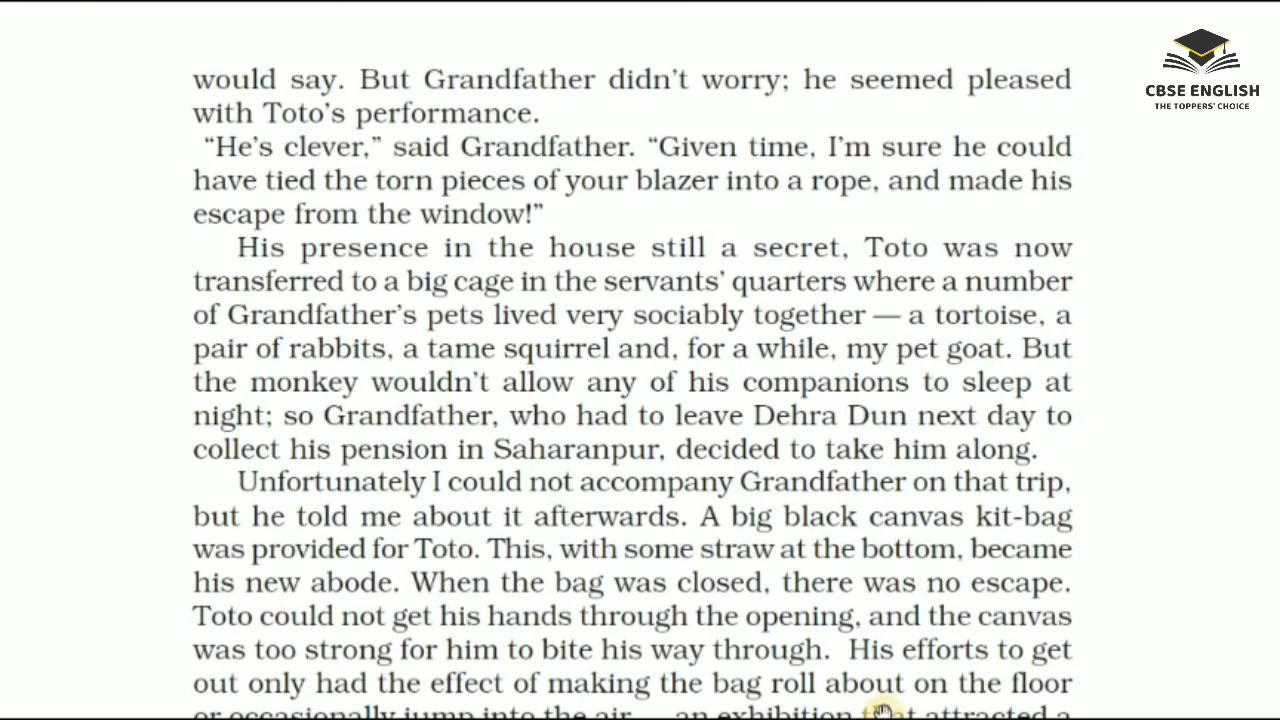 CBSE ENGLISH
THE TOPPERS' CHOICE
would say. But Grandfather didn't worry; he seemed pleased
with Toto's performance.
“He's clever,” said Grandfather. “Given time, I'm sure he could
have tied the torn pieces of your blazer into a rope, and made his
escape from the window!”
His presence in the house still a secret, Toto was now
transferred to a big cage in the servants' quarters where a number
of Grandfather's pets lived very sociably together — a tortoise, a
pair of rabbits, a tame squirrel and, for a while, my pet goat. But
the monkey wouldn't allow any of his companions to sleep at
night; so Grandfather, who had to leave Dehra Dun next day to
collect his pension in Saharanpur, decided to take him along.
Unfortunately I could not accompany Grandfather on that trip,
but he told me about it afterwards. A big black canvas kit-bag
was provided for Toto. This, with some straw at the bottom, became
his new abode. When the bag was closed, there was no escape.
Toto could not get his hands through the opening, and the canvas
was too strong for him to bite his way through. His efforts to get
out only had the effect of making the bag roll about on the floor
or occasionally jump into the air — an exhibition attracted a